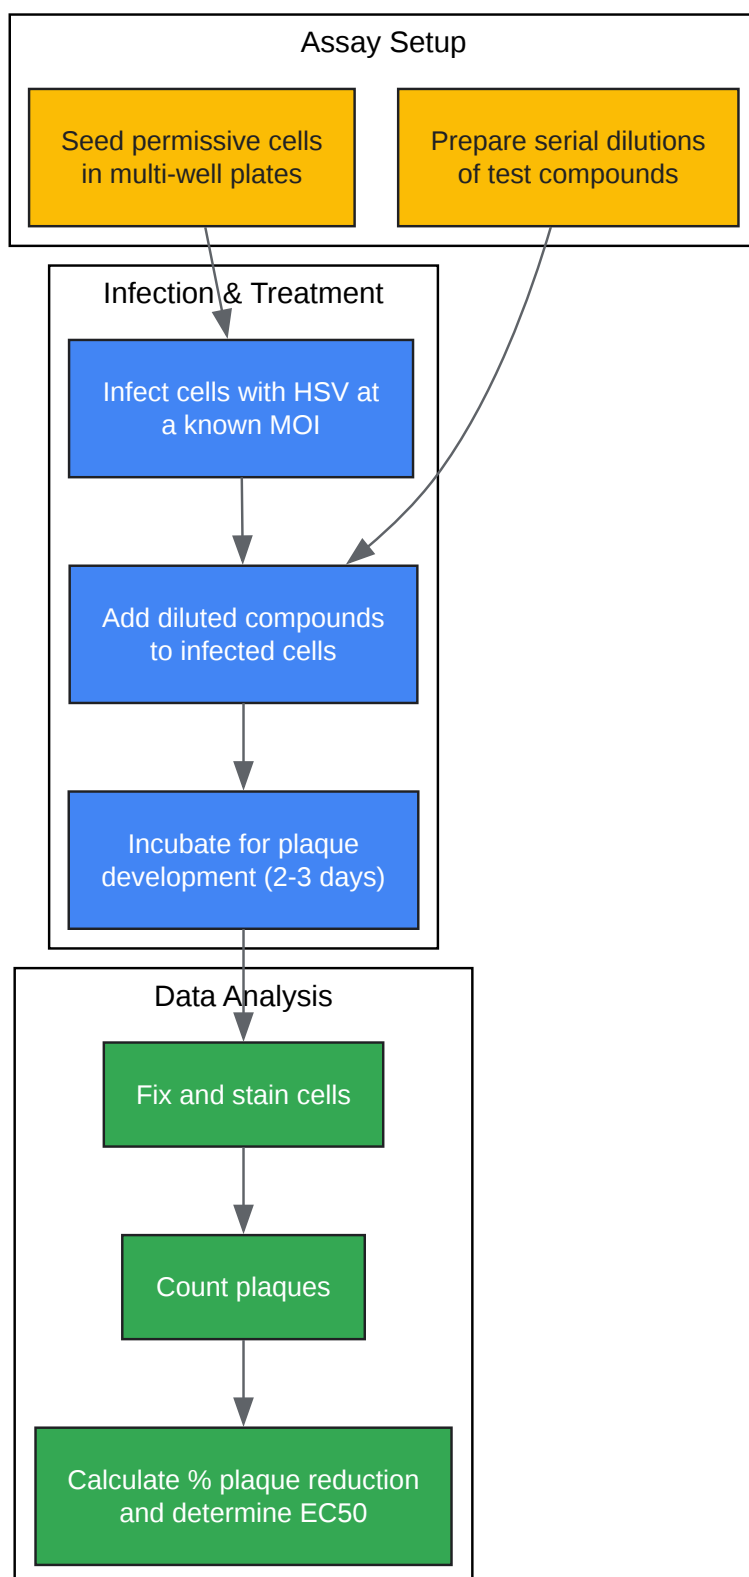 Assay Setup
Seed permissive cells
in multi-well plates
Prepare serial dilutions
of test compounds
Infection & Treatment
Infect cells with HSV at
a known MOI
Add diluted compounds
to infected cells
Incubate for plaque
development (2-3 days)
Data Analysis
Fix and stain cells
Count plaques
Calculate % plaque reduction
and determine EC50